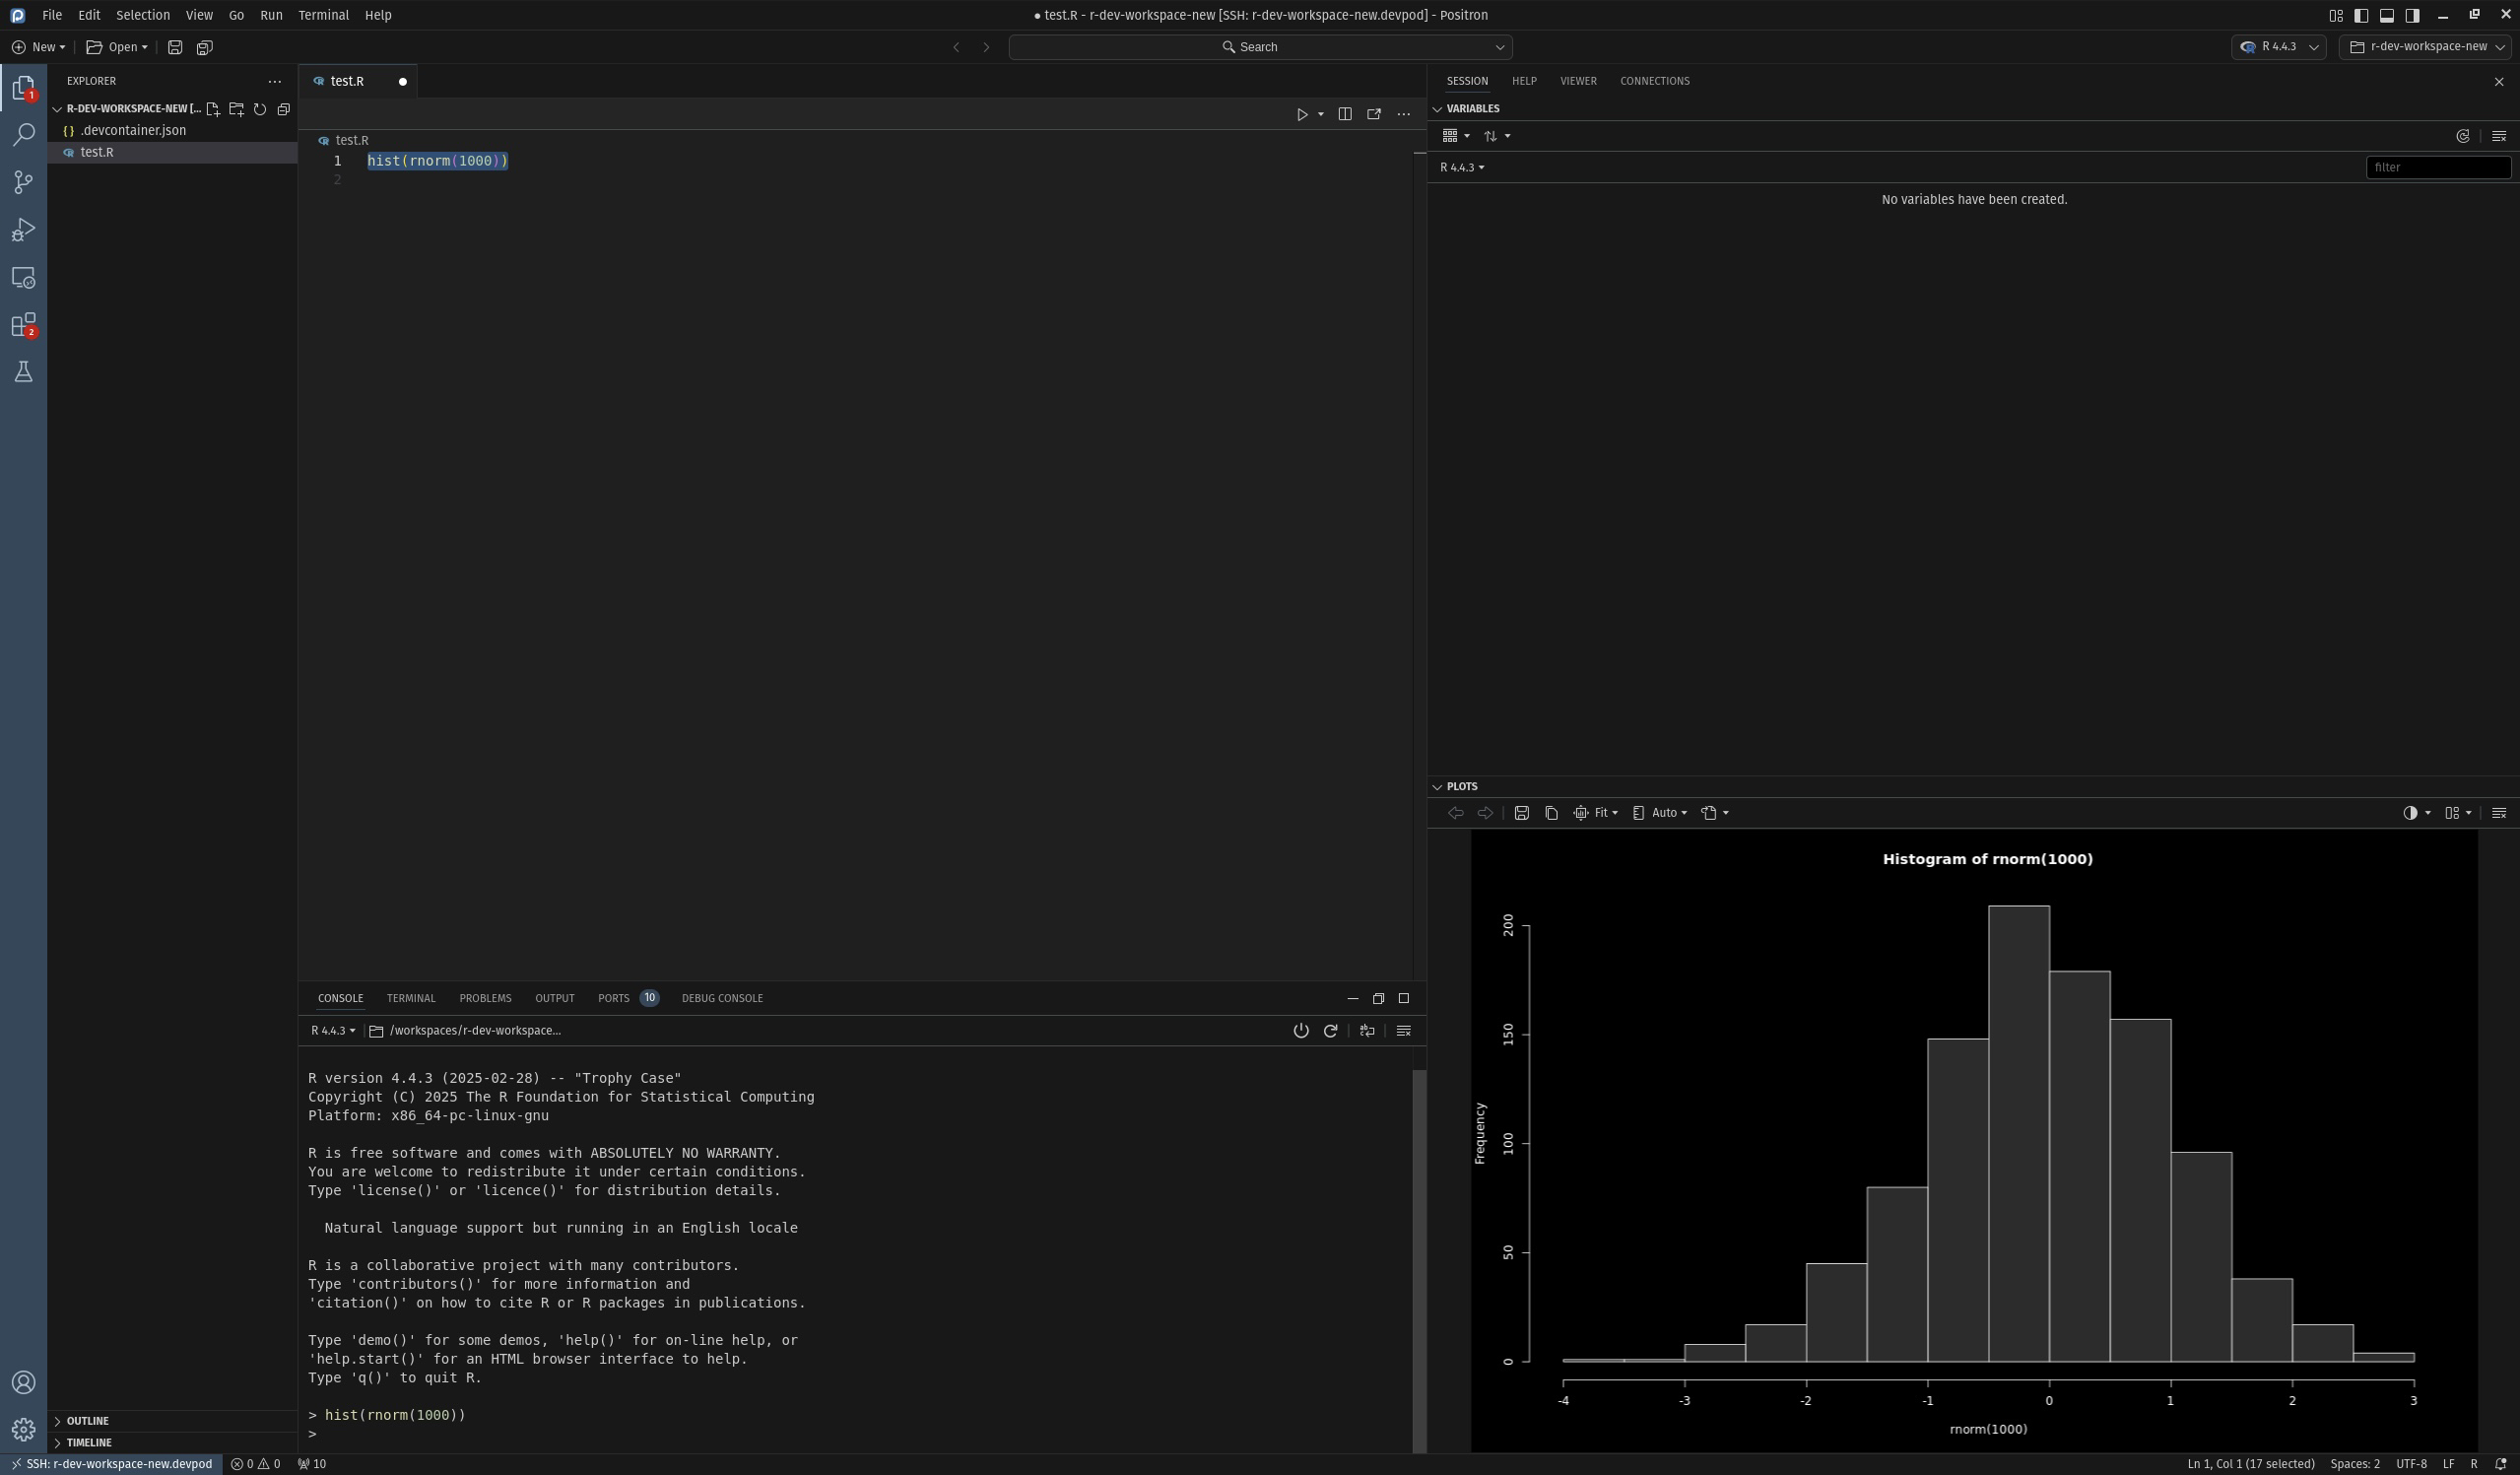 File Edit Selection View Go Run Terminal Help
● test.R - r-dev-workspace-new [SSH: r-dev-workspace-new.devpod] - Positron
New
Open
Search
R 4.4.3
r-dev-workspace-new
EXPLORER
R-DEV-WORKSPACE-NEW [...
{} .devcontainer.json
test.R
1
2
test.R
test.R
1 hist(rnorm(1000))
2
SESSION HELP VIEWER CONNECTIONS
VARIABLES
R 4.4.3
filter
No variables have been created.
PLOTS
Fit
Auto
Histogram of rnorm(1000)
Frequency
200
150
100
50
0
-4 -3 -2 -1 0 1 2 3
rnorm(1000)
CONSOLE TERMINAL PROBLEMS OUTPUT PORTS 10 DEBUG CONSOLE
R 4.4.3 /workspaces/r-dev-workspace...
R version 4.4.3 (2025-02-28) -- "Trophy Case"
Copyright (C) 2025 The R Foundation for Statistical Computing
Platform: x86_64-pc-linux-gnu
R is free software and comes with ABSOLUTELY NO WARRANTY.
You are welcome to redistribute it under certain conditions.
Type 'license()' or 'licence()' for distribution details.
Natural language support but running in an English locale
R is a collaborative project with many contributors.
Type 'contributors()' for more information and
'citation()' on how to cite R or R packages in publications.
Type 'demo()' for some demos, 'help()' for on-line help, or
'help.start()' for an HTML browser interface to help.
Type 'q()' to quit R.
> hist(rnorm(1000))
>
OUTLINE
TIMELINE
SSH: r-dev-workspace-new.devpod 0 0 10
Ln 1, Col 1 (17 selected) Spaces: 2 UTF-8 LF R